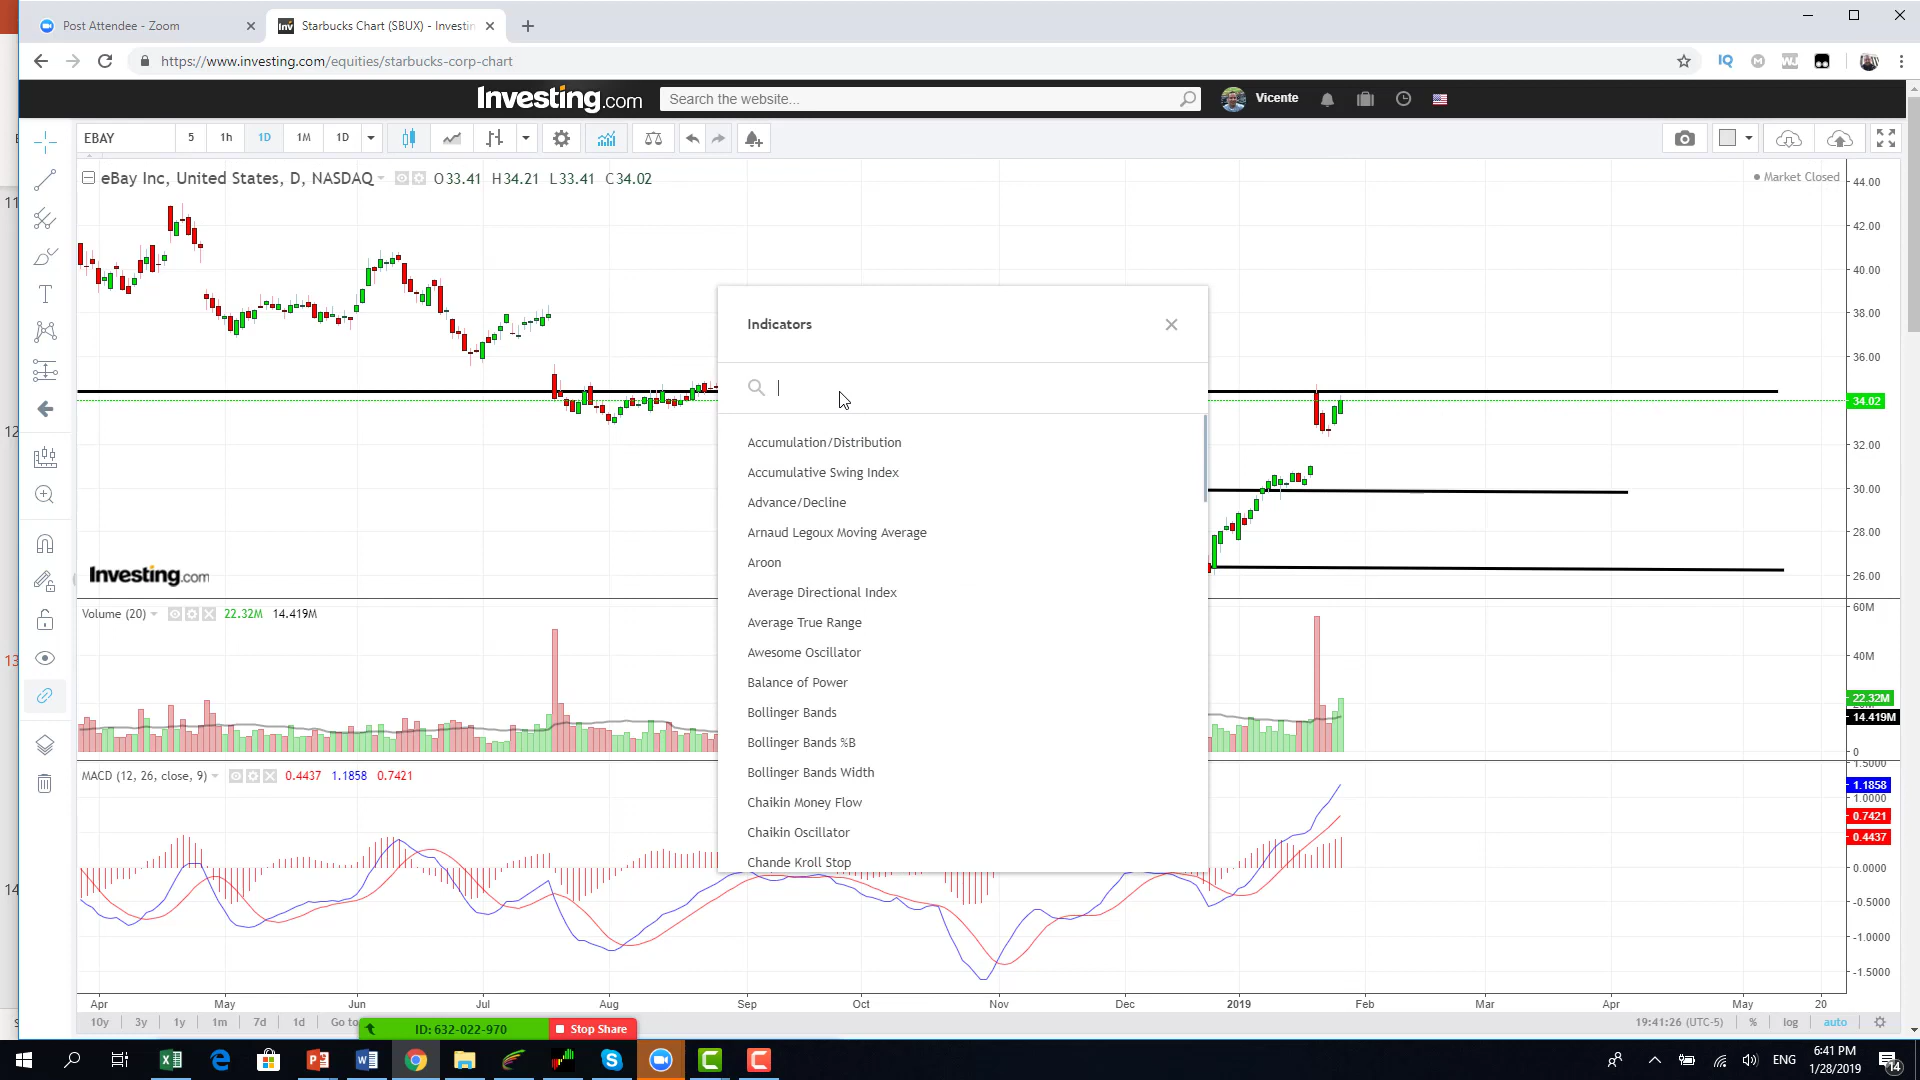 Post Attendee - Zoom
Starbucks Chart (SBUX) - Investin
https://www.investing.com/equities/starbucks-corp-chart
IQ
Investing.com
Search the website...
Vicente
EBAY
5
1h
1D
1M
1D
eBay Inc, United States, D, NASDAQ
O33.41 H34.21 L33.41 C34.02
Market Closed
44.00
42.00
40.00
38.00
36.00
34.02
32.00
30.00
28.00
26.00
11
12
13
14
Indicators
Accumulation/Distribution
Accumulative Swing Index
Advance/Decline
Arnaud Legoux Moving Average
Aroon
Average Directional Index
Average True Range
Awesome Oscillator
Balance of Power
Bollinger Bands
Bollinger Bands %B
Bollinger Bands Width
Chaikin Money Flow
Chaikin Oscillator
Chande Kroll Stop
Investing.com
Volume (20)
22.32M 14.419M
60M
40M
22.32M
14.419M
0
MACD (12, 26, close, 9)
0.4437 1.1858 0.7421
1.5000
1.1858
1.0000
0.7421
0.4437
0.0000
-0.5000
-1.0000
-1.5000
Apr May Jun Jul Aug Sep Oct Nov Dec 2019 Feb Mar Apr May 20
10y 3y 1y 1m 7d 1d Go to
ID: 632-022-970
Stop Share
19:41:26 (UTC-5) % log auto
ENG
6:41 PM
1/28/2019
14